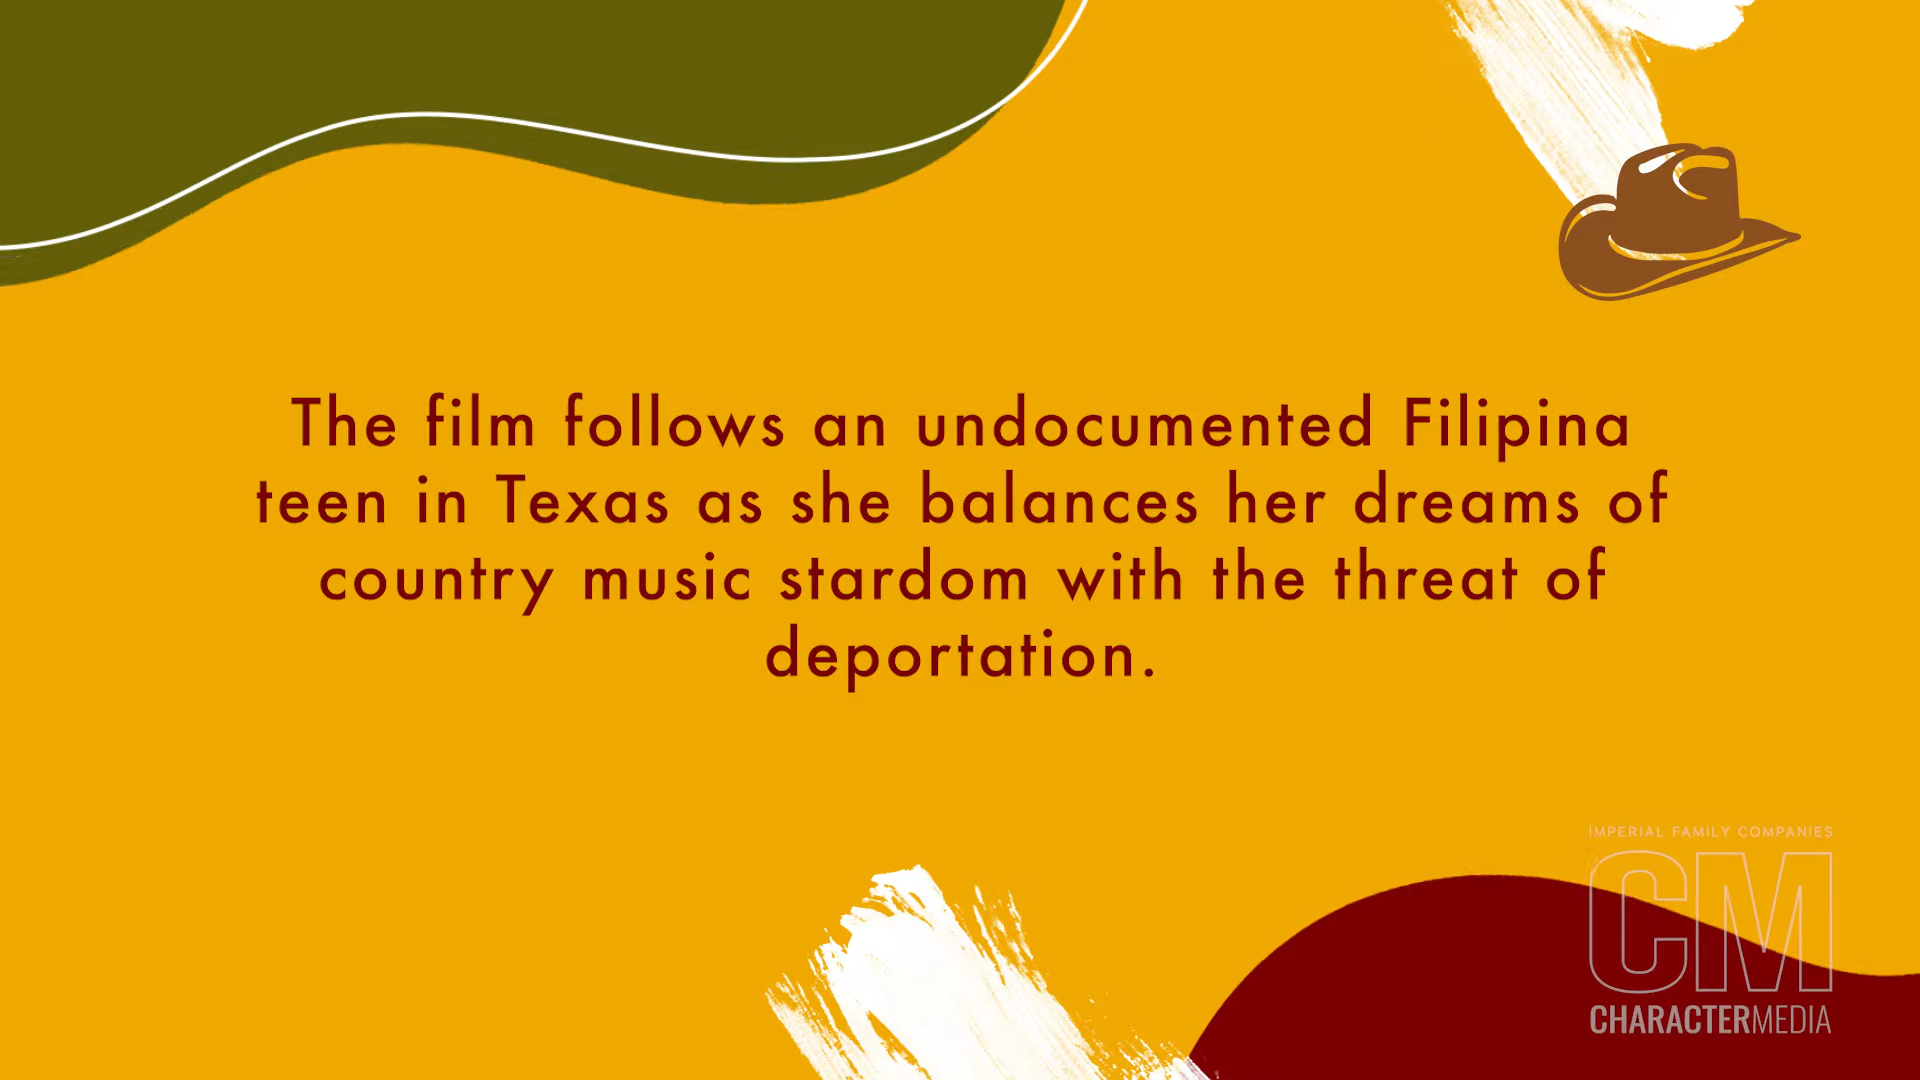 The film follows an undocumented Filipina
teen in Texas as she balances her dreams of
country music stardom with the threat of
deportation.
IMPERIAL FAMILY COMPANIES
CM
CHARACTERMEDIA